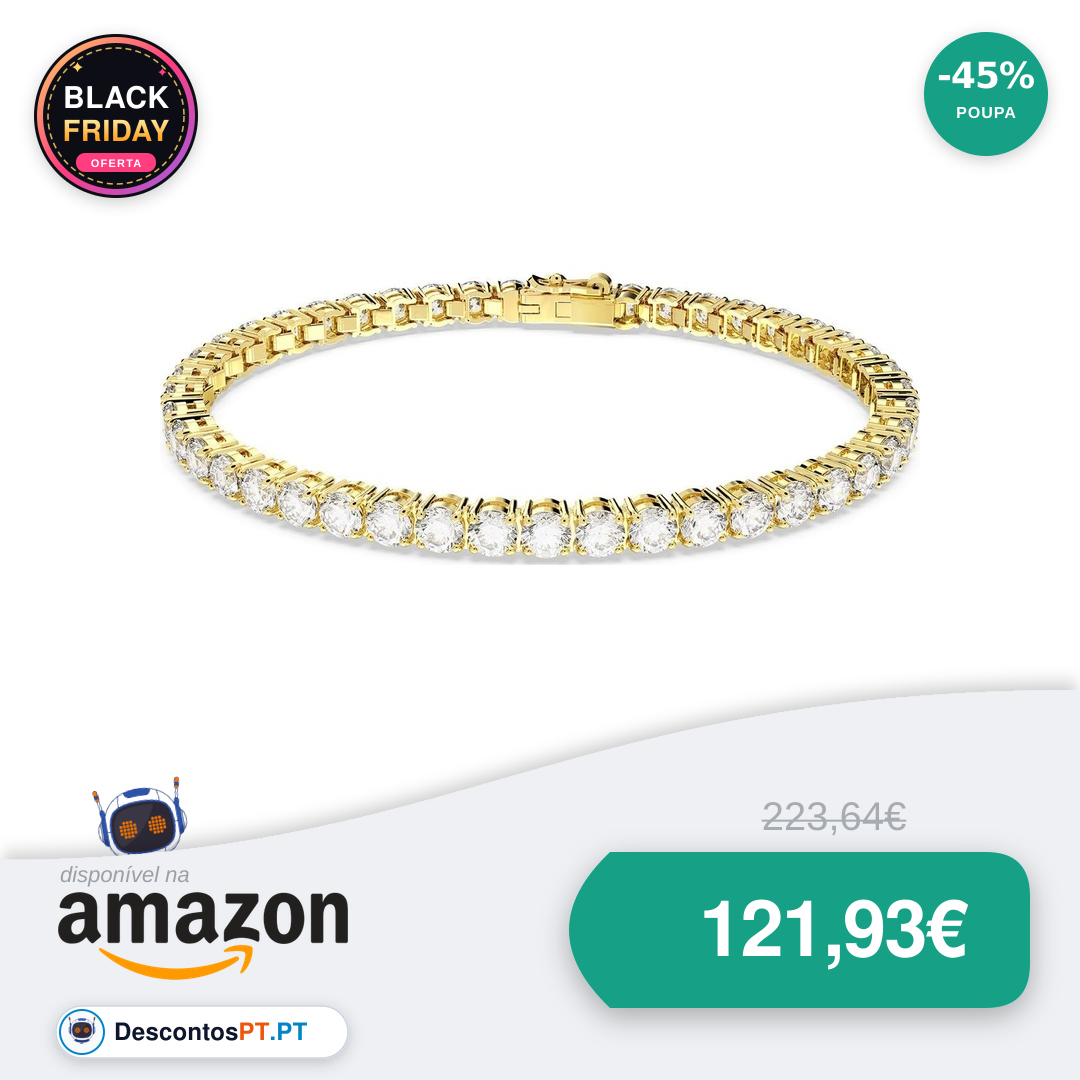 BLACK
FRIDAY
OFERTA
-45%
POUPA
223,64€
disponível na
amazon
121,93€
DescontosPT.PT